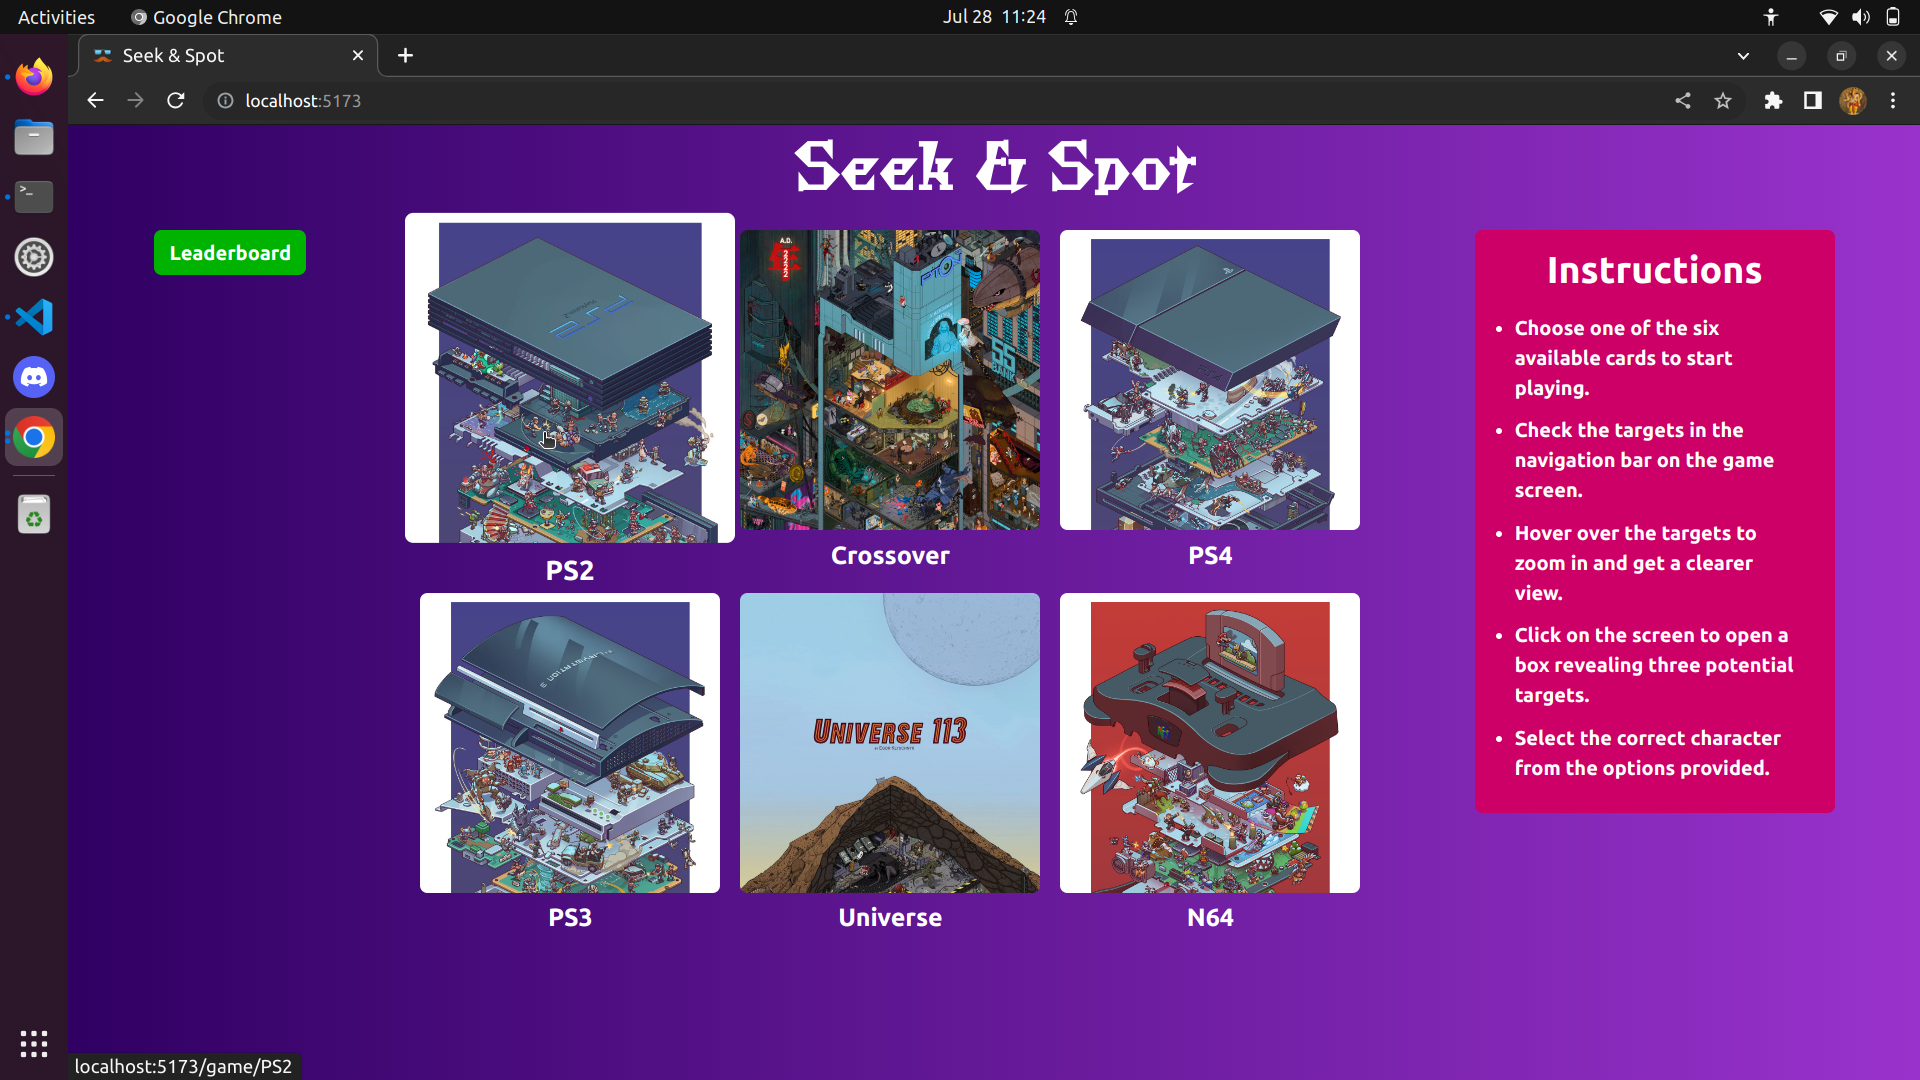 Activities
Google Chrome
Jul 28 11:24
Seek & Spot
localhost:5173
Seek & Spot
Leaderboard
A.D.
2222
55
BANK
PS2
Crossover
PS4
UNIVERSE 113
PS3
Universe
N64
Instructions
Choose one of the six
available cards to start
playing.
Check the targets in the
navigation bar on the game
screen.
Hover over the targets to
zoom in and get a clearer
view.
Click on the screen to open a
box revealing three potential
targets.
Select the correct character
from the options provided.
localhost:5173/game/PS2